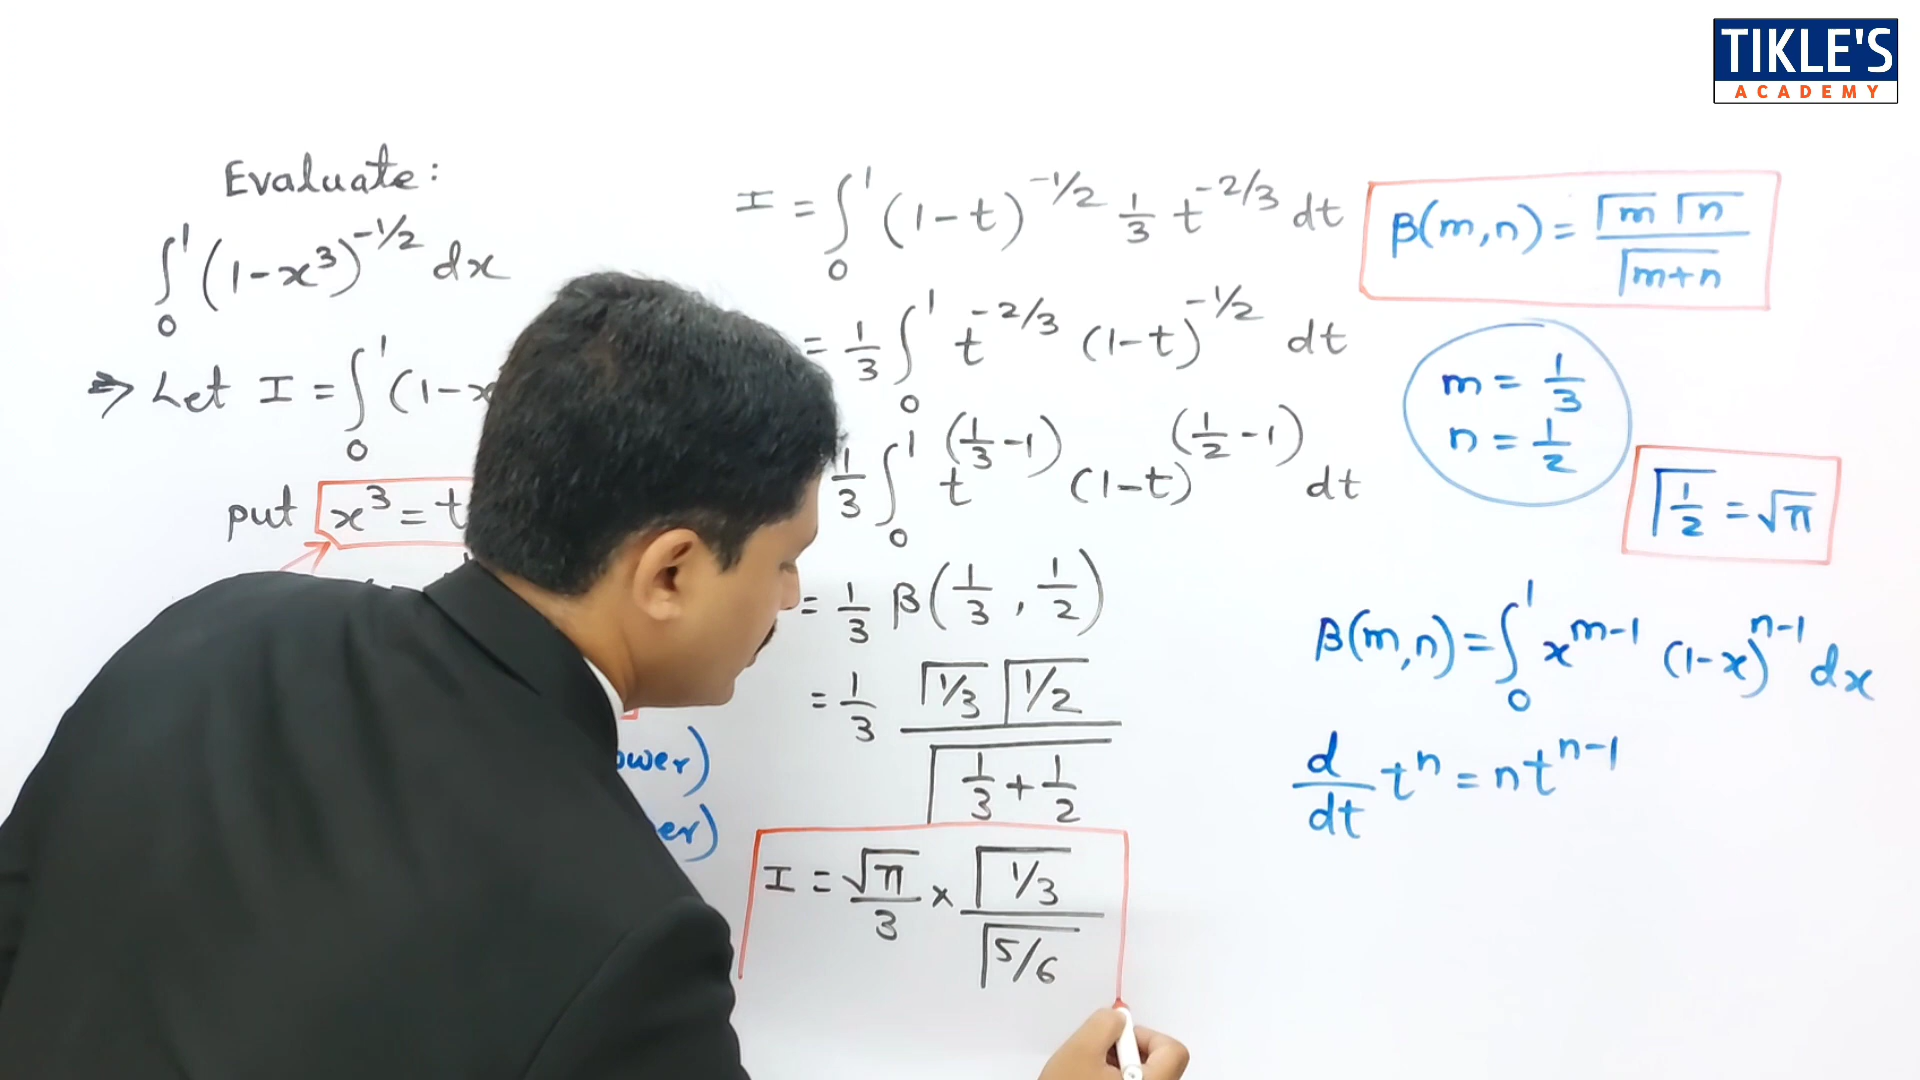 TIKLE'S
ACADEMY
Evaluate:
∫₀¹ (1-x³)^(-1/2) dx
⇒ Let I = ∫₀¹ (1-x
put x³ = t
ower)
er)
I = ∫₀¹ (1-t)^(-1/2) 1/3 t^(-2/3) dt
= 1/3 ∫₀¹ t^(-2/3) (1-t)^(-1/2) dt
1/3 ∫₀¹ t^(1/3 -1) (1-t)^(1/2 -1) dt
= 1/3 β(1/3, 1/2)
= 1/3 Γ1/3 Γ1/2 / Γ(1/3 + 1/2)
I = √π/3 × Γ1/3 / Γ5/6
β(m,n) = Γm Γn / Γm+n
m = 1/3
n = 1/2
Γ1/2 = √π
β(m,n) = ∫₀¹ x^(m-1) (1-x)^(n-1) dx
d/dt tⁿ = n t^(n-1)